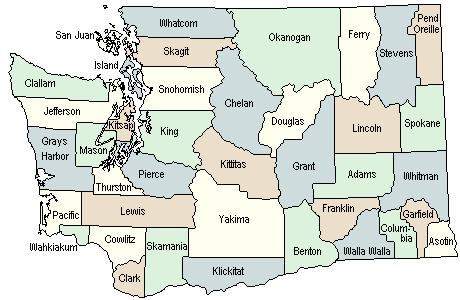 Whatcom
San Juan
Skagit
Island
Okanogan
Ferry
Stevens
Pend
Oreille
Clallam
Snohomish
Chelan
Jefferson
Kitsap
Douglas
Lincoln
Spokane
Grays
Harbor
Mason
King
Kittitas
Grant
Pierce
Adams
Whitman
Thurston
Pacific
Lewis
Yakima
Franklin
Garfield
Wahkiakum
Cowlitz
Skamania
Benton
Walla Walla
Colum-
bia
Asotin
Clark
Klickitat